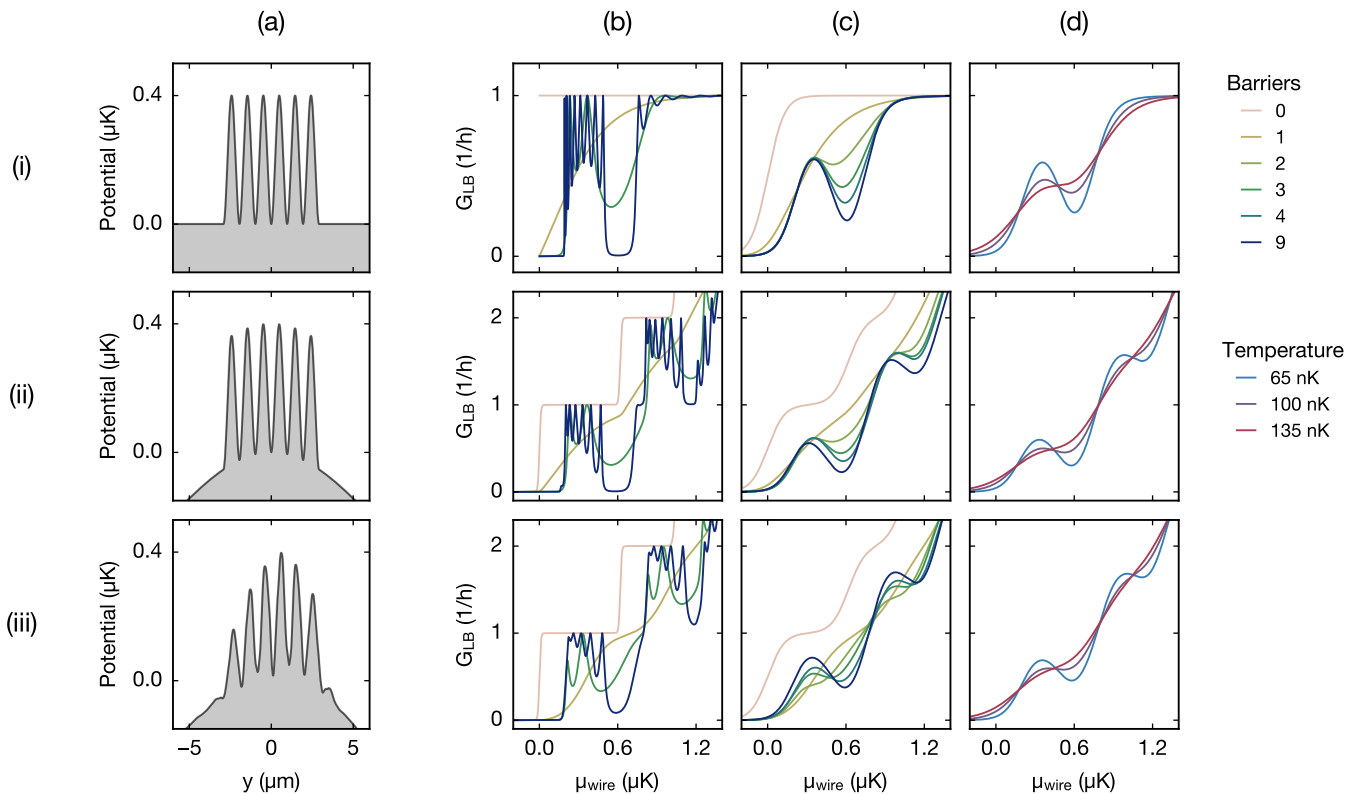 (a) (b) (c) (d)
(i)
(ii)
(iii)
Potential (μK)
0.4
0.0
Potential (μK)
0.4
0.0
Potential (μK)
0.4
0.0
−5 0 5
y (μm)
G_LB (1/h)
1
0
G_LB (1/h)
2
1
0
G_LB (1/h)
2
1
0
0.0 0.6 1.2
μ_wire (μK)
0.0 0.6 1.2
μ_wire (μK)
0.0 0.6 1.2
μ_wire (μK)
Barriers
0
1
2
3
4
9
Temperature
65 nK
100 nK
135 nK